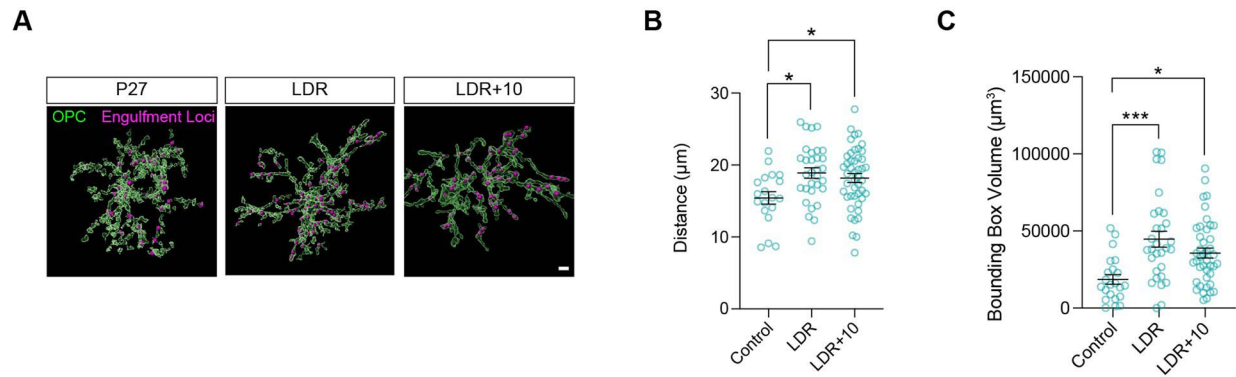 A
P27
LDR
LDR+10
OPC Engulfment Loci
B
*
*
30
20
10
0
Distance (µm)
Control
LDR
LDR+10
C
*
***
150000
100000
50000
0
Bounding Box Volume (µm³)
Control
LDR
LDR+10